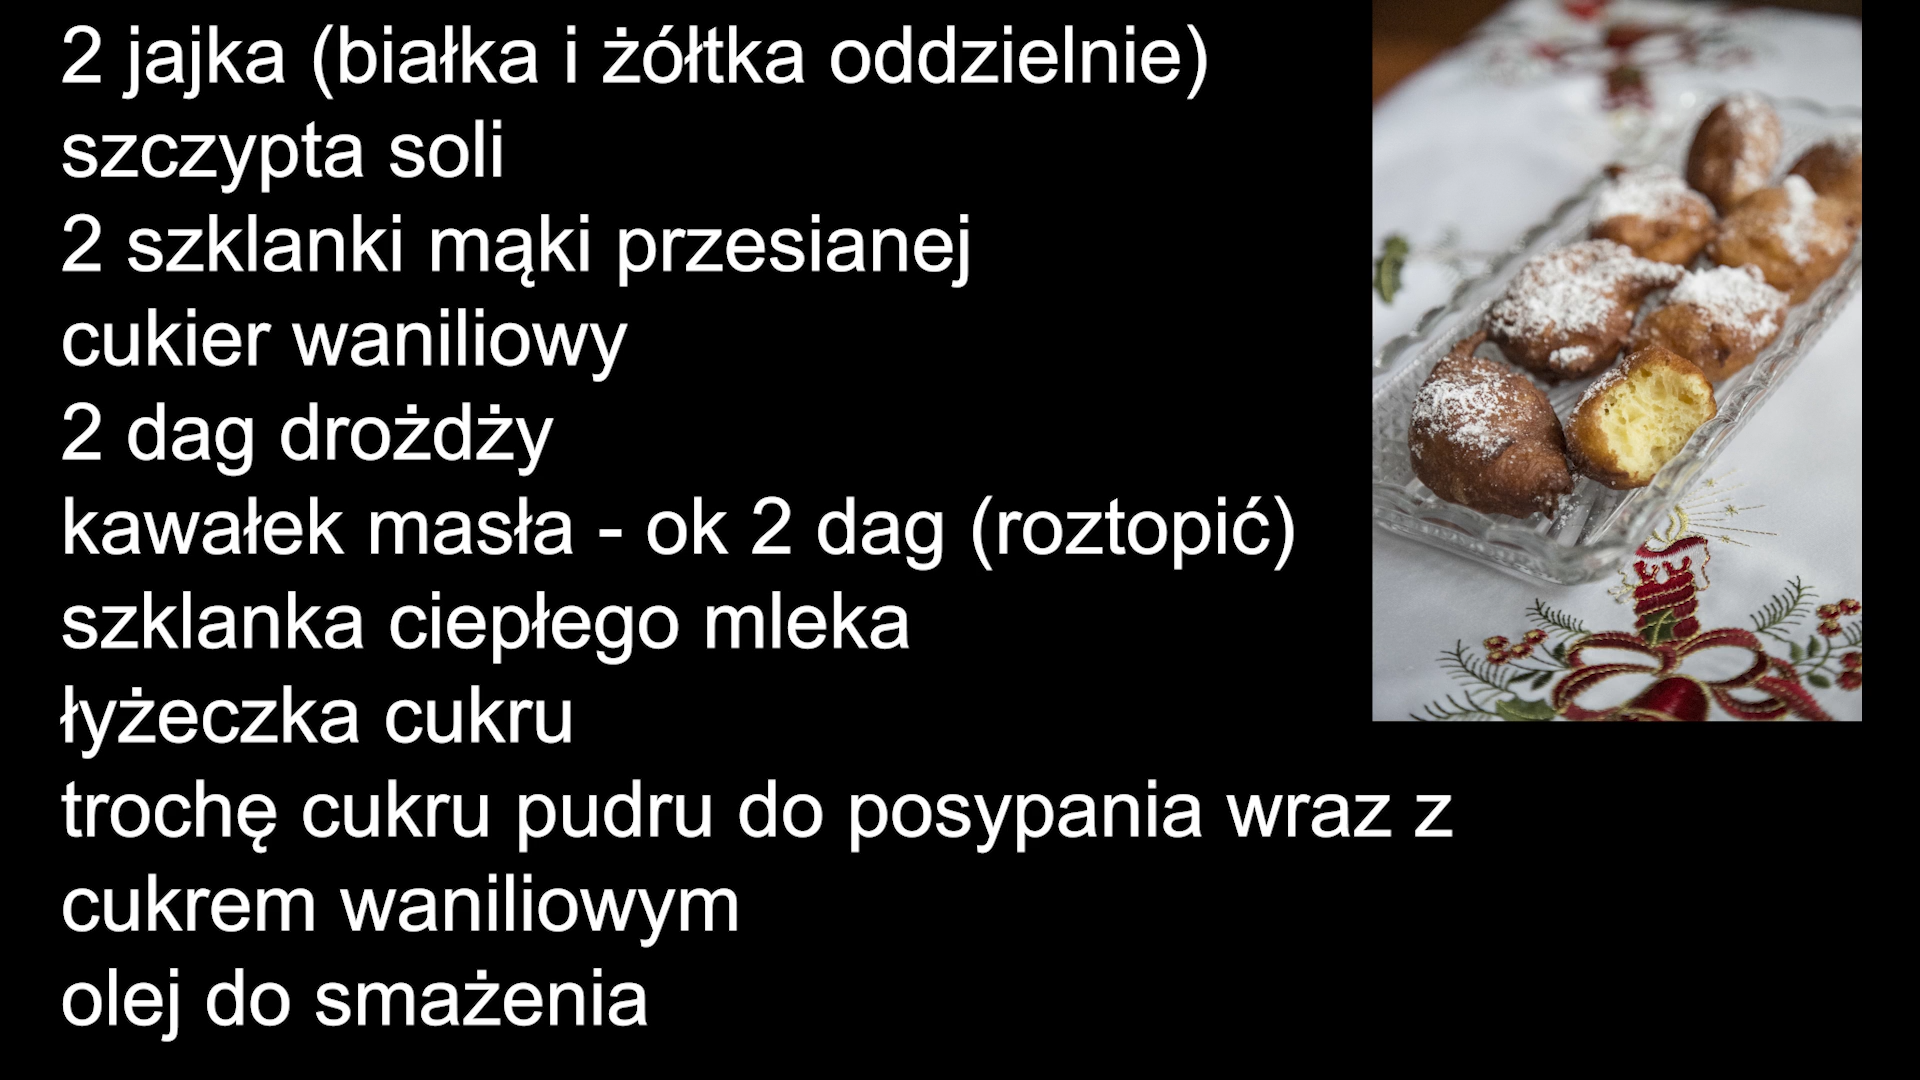 2 jajka (białka i żółtka oddzielnie)
szczypta soli
2 szklanki mąki przesianej
cukier waniliowy
2 dag drożdży
kawałek masła - ok 2 dag (roztopić)
szklanka ciepłego mleka
łyżeczka cukru
trochę cukru pudru do posypania wraz z
cukrem waniliowym
olej do smażenia